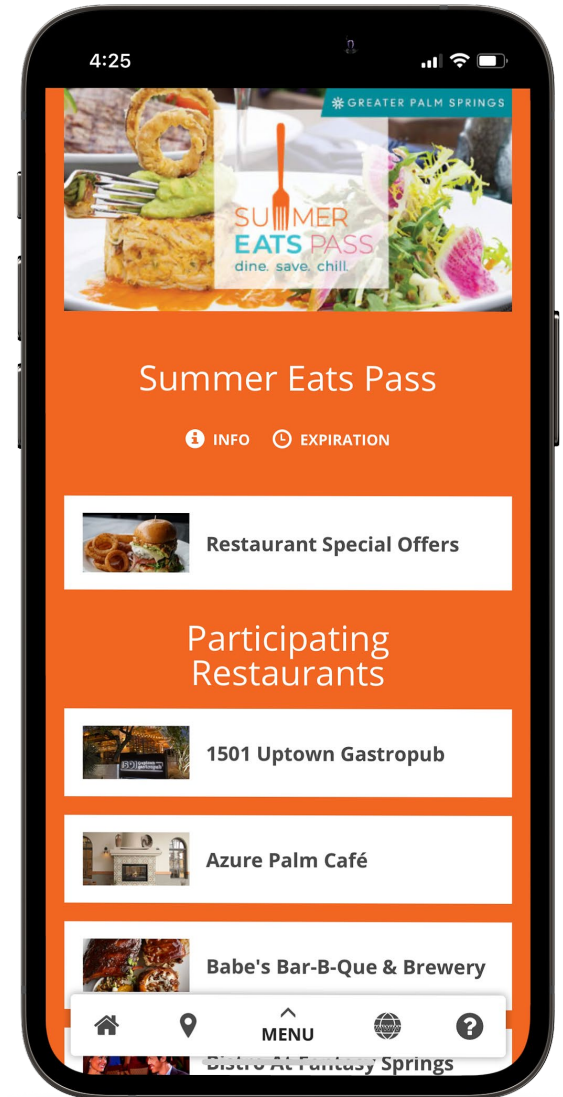 4:25
GREATER PALM SPRINGS
SUMMER
EATS PASS
dine. save. chill.
Summer Eats Pass
INFO EXPIRATION
Restaurant Special Offers
Participating
Restaurants
1501 Uptown Gastropub
Azure Palm Café
Babe's Bar-B-Que & Brewery
MENU
Bistro At Fantasy Springs